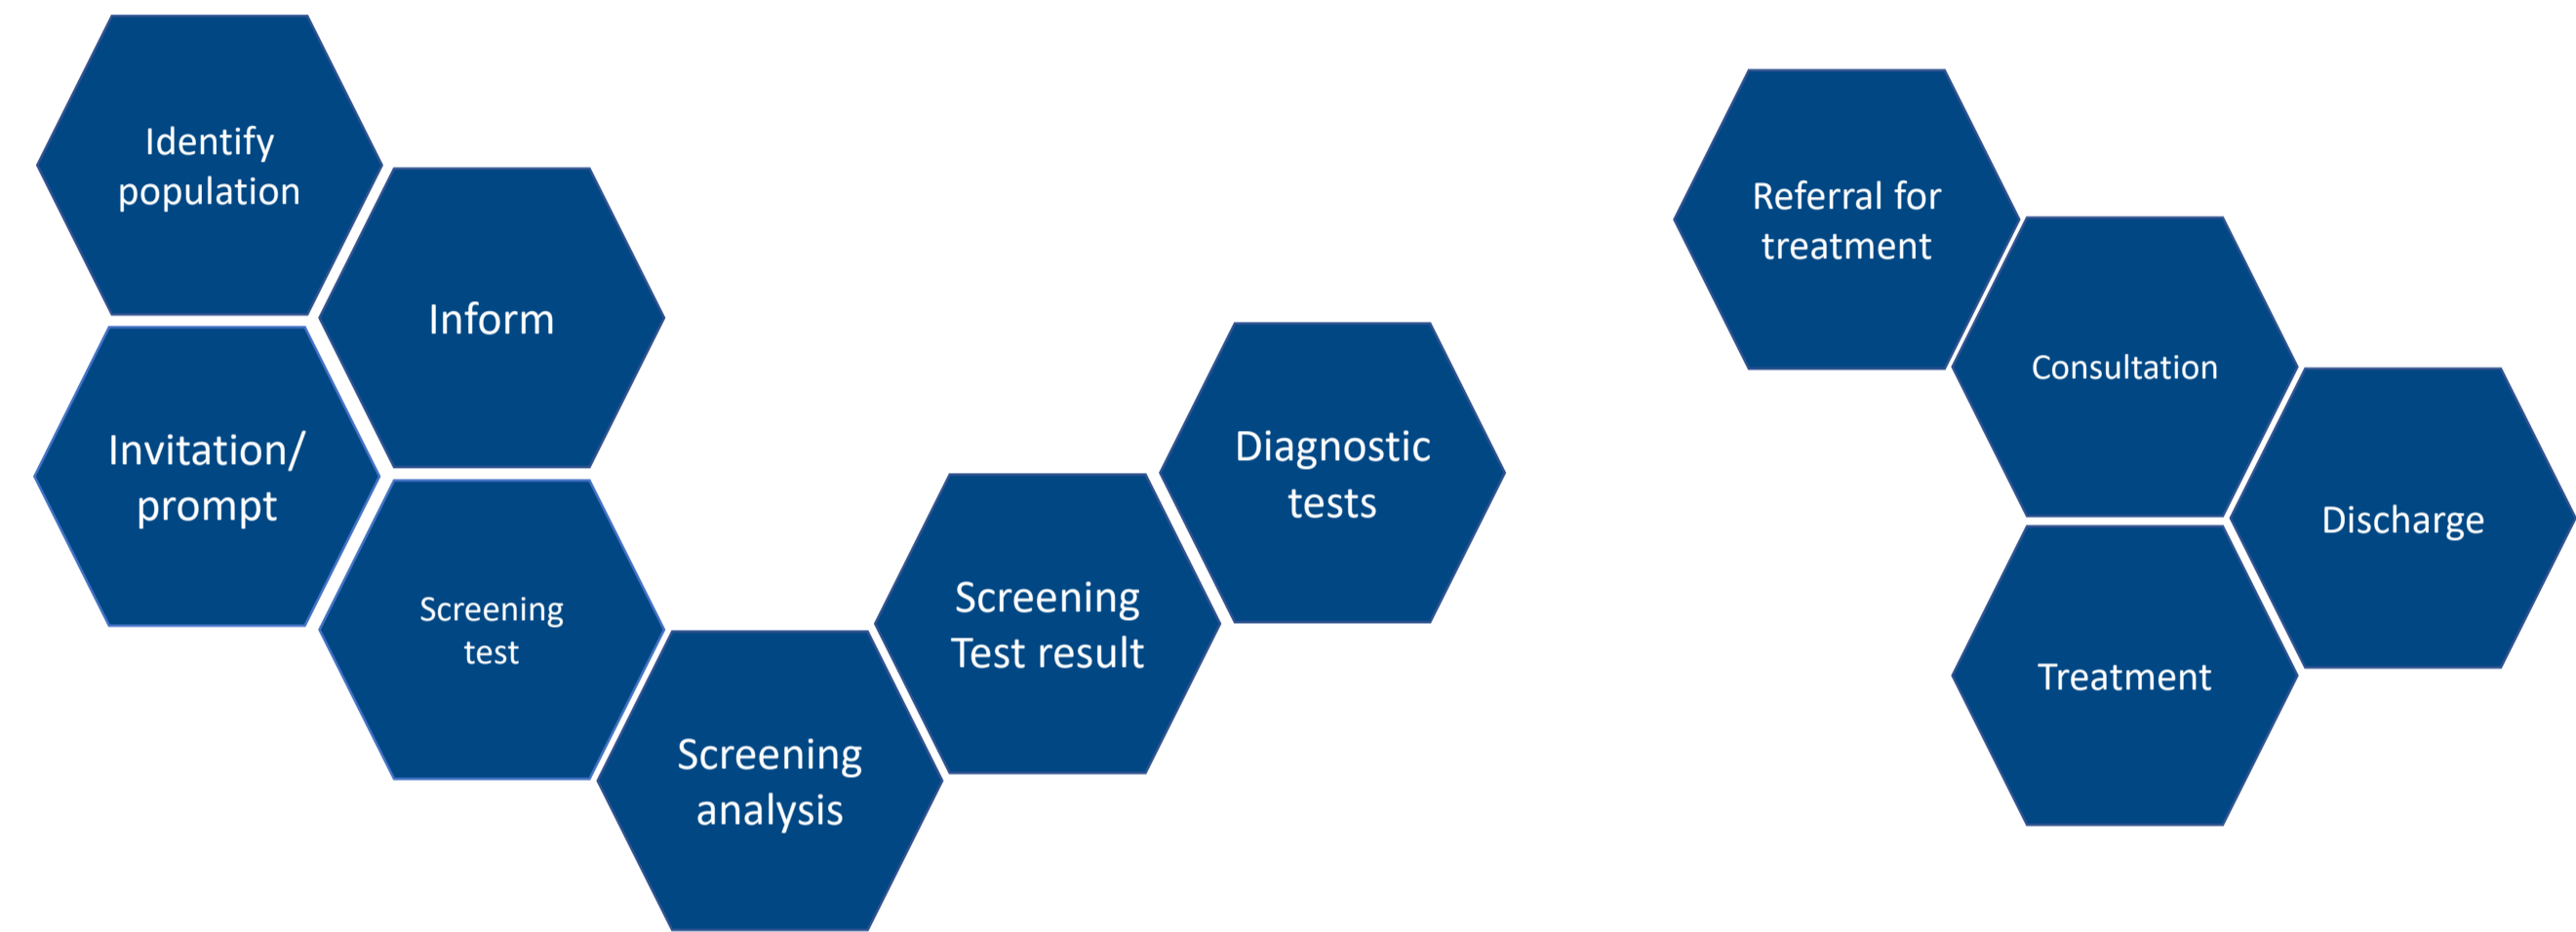 Identify
population
Inform
Invitation/
prompt
Screening
test
Screening
analysis
Screening
Test result
Diagnostic
tests
Referral for
treatment
Consultation
Discharge
Treatment